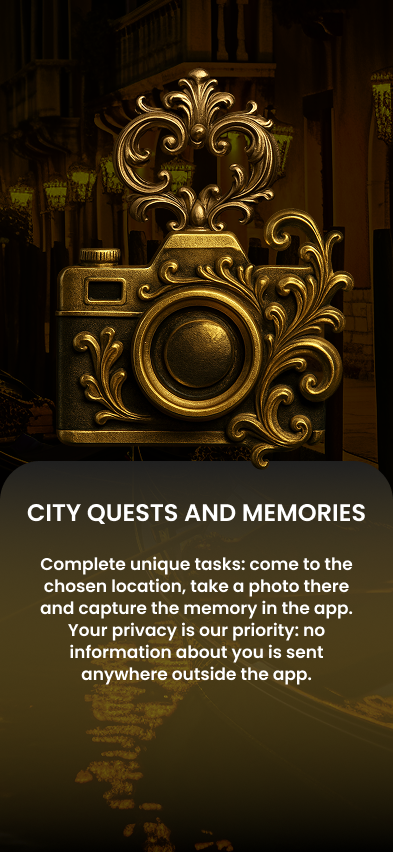 CITY QUESTS AND MEMORIES
Complete unique tasks: come to the
chosen location, take a photo there
and capture the memory in the app.
Your privacy is our priority: no
information about you is sent
anywhere outside the app.